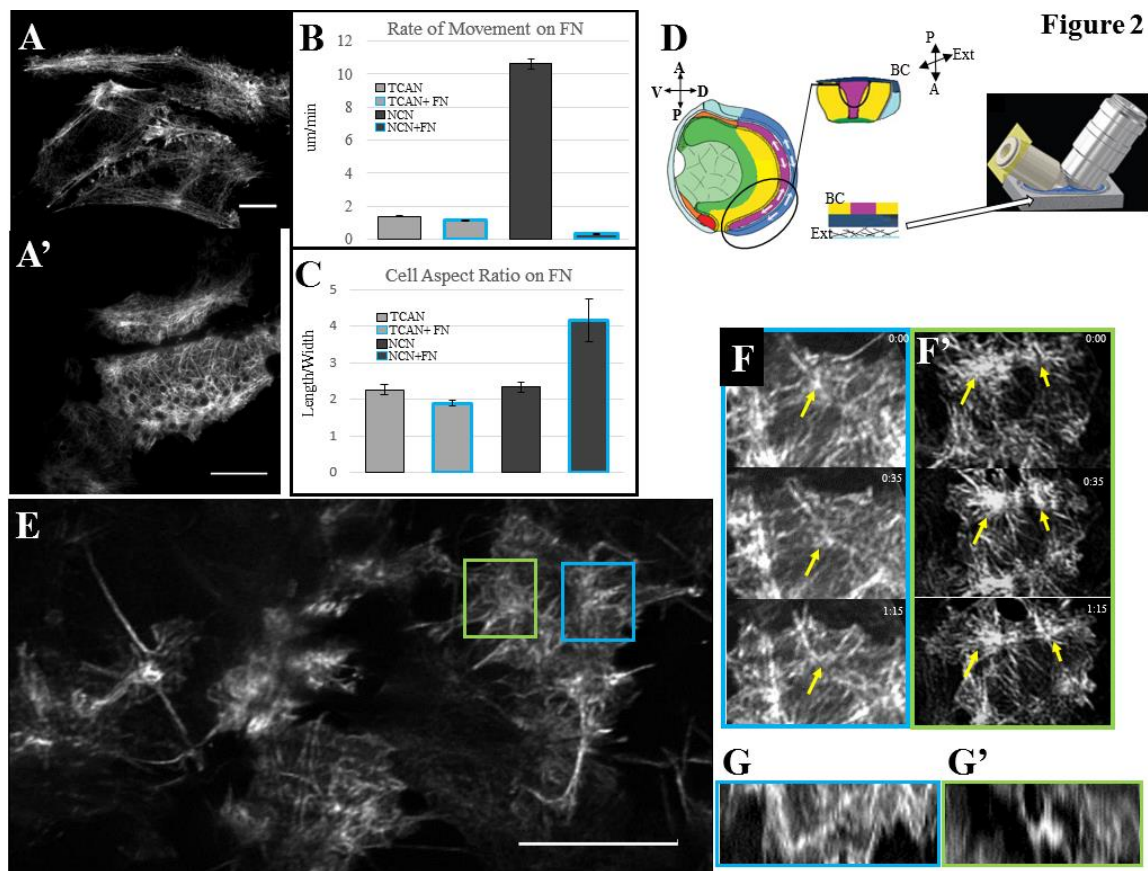 Figure 2
A
A'
B
Rate of Movement on FN
um/min
12
10
8
6
4
2
0
TCAN
TCAN+ FN
NCN
NCN+FN
C
Cell Aspect Ratio on FN
Length/Width
5
4
3
2
1
0
TCAN
TCAN+ FN
NCN
NCN+FN
D
A
V D
P
P
Ext
BC
A
BC
Ext
E
F
0:00
0:35
1:15
F'
0:00
0:35
1:15
G
G'